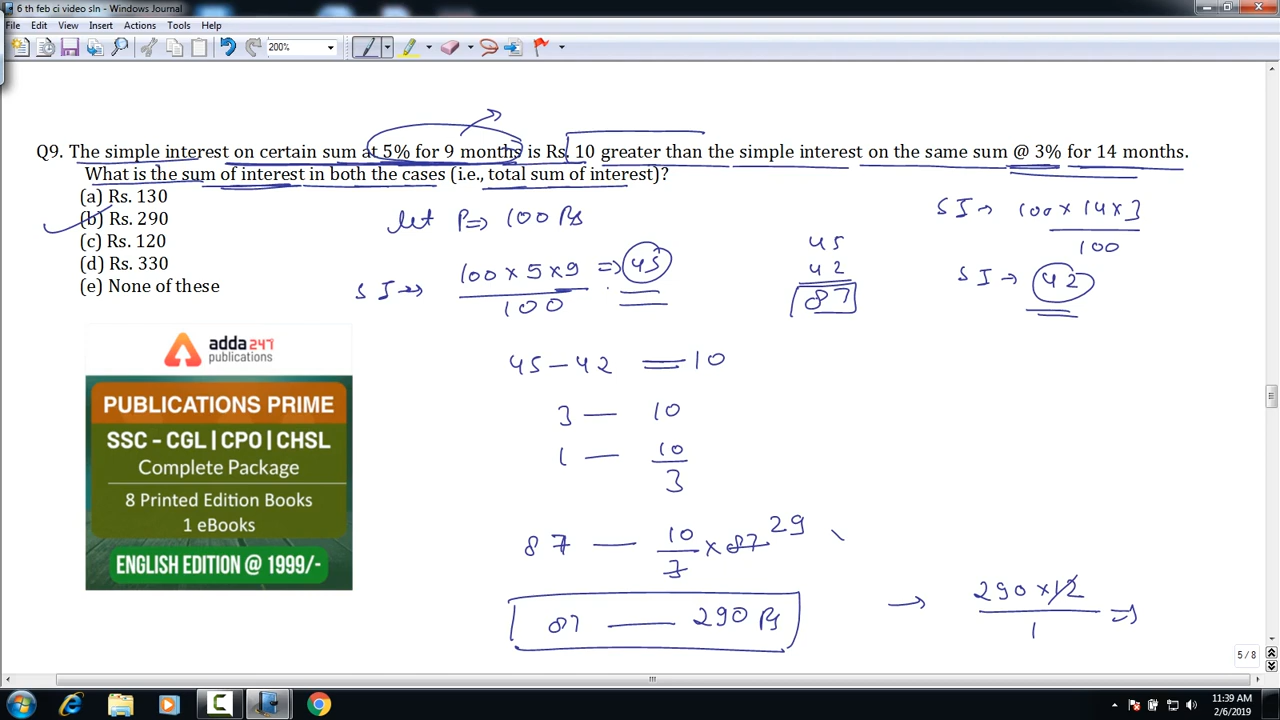 6 th feb ci video sln - Windows Journal
File Edit View Insert Actions Tools Help
200%
Q9. The simple interest on certain sum at 5% for 9 months is Rs. 10 greater than the simple interest on the same sum @ 3% for 14 months.
What is the sum of interest in both the cases (i.e., total sum of interest)?
(a) Rs. 130
(b) Rs. 290
(c) Rs. 120
(d) Rs. 330
(e) None of these
let P⇒ 100 Rs
SI→ 100×5×9 ⇒ 45
100
45
42
87
SI→ 100×14×3
100
SI→ 42
45-42 = 10
3 — 10
1 — 10
3
87 — 10 × 87 29
3
87 — 290 Rs
→ 290×12 ⇒
1
adda247
publications
PUBLICATIONS PRIME
SSC - CGL | CPO | CHSL
Complete Package
8 Printed Edition Books
1 eBooks
ENGLISH EDITION @ 1999/-
5 / 8
11:39 AM
2/6/2019